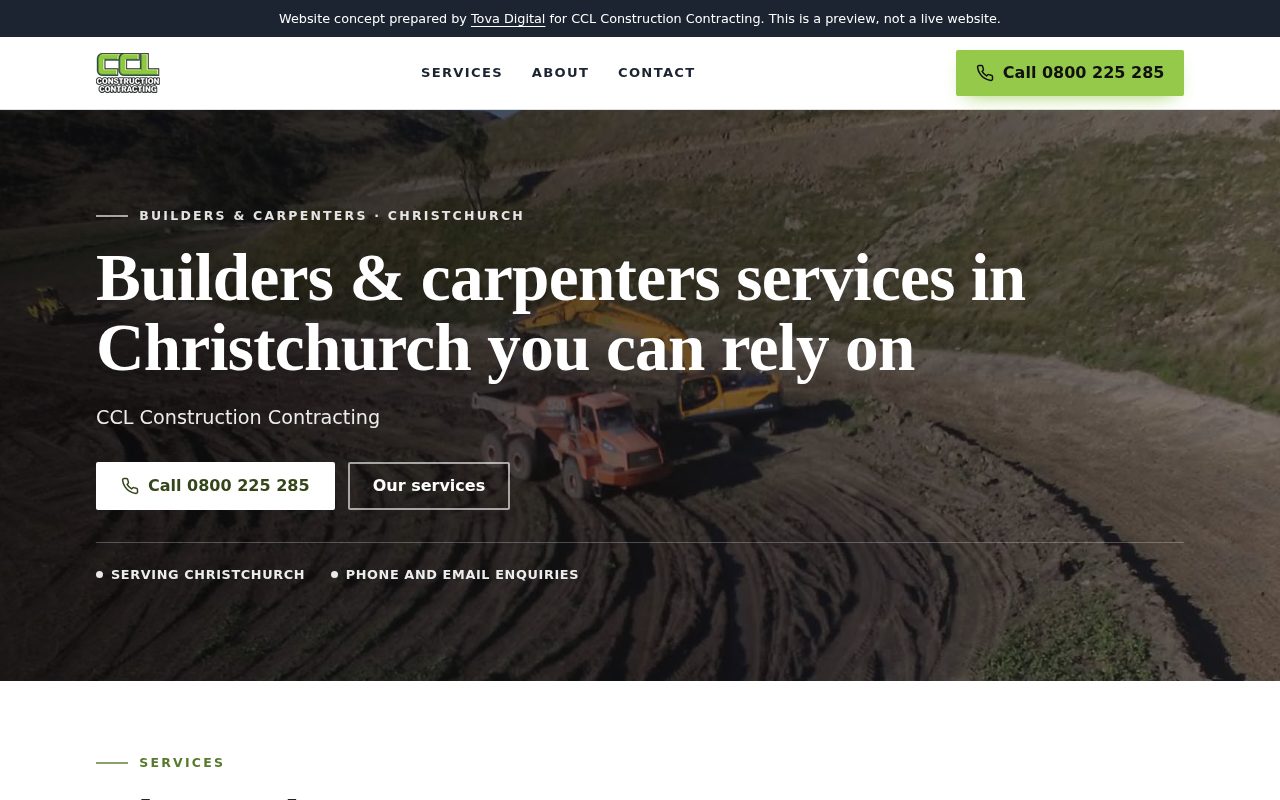 Website concept prepared by Tova Digital for CCL Construction Contracting. This is a preview, not a live website.
CCL
CONSTRUCTION
CONTRACTING
SERVICES
ABOUT
CONTACT
Call 0800 225 285
BUILDERS & CARPENTERS · CHRISTCHURCH
Builders & carpenters services in
Christchurch you can rely on
CCL Construction Contracting
Call 0800 225 285
Our services
SERVING CHRISTCHURCH
PHONE AND EMAIL ENQUIRIES
SERVICES